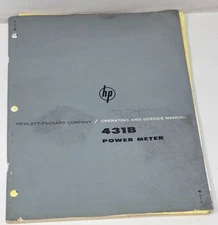 hp
HEWLETT-PACKARD COMPANY / OPERATING AND SERVICE MANUAL
431B
POWER METER